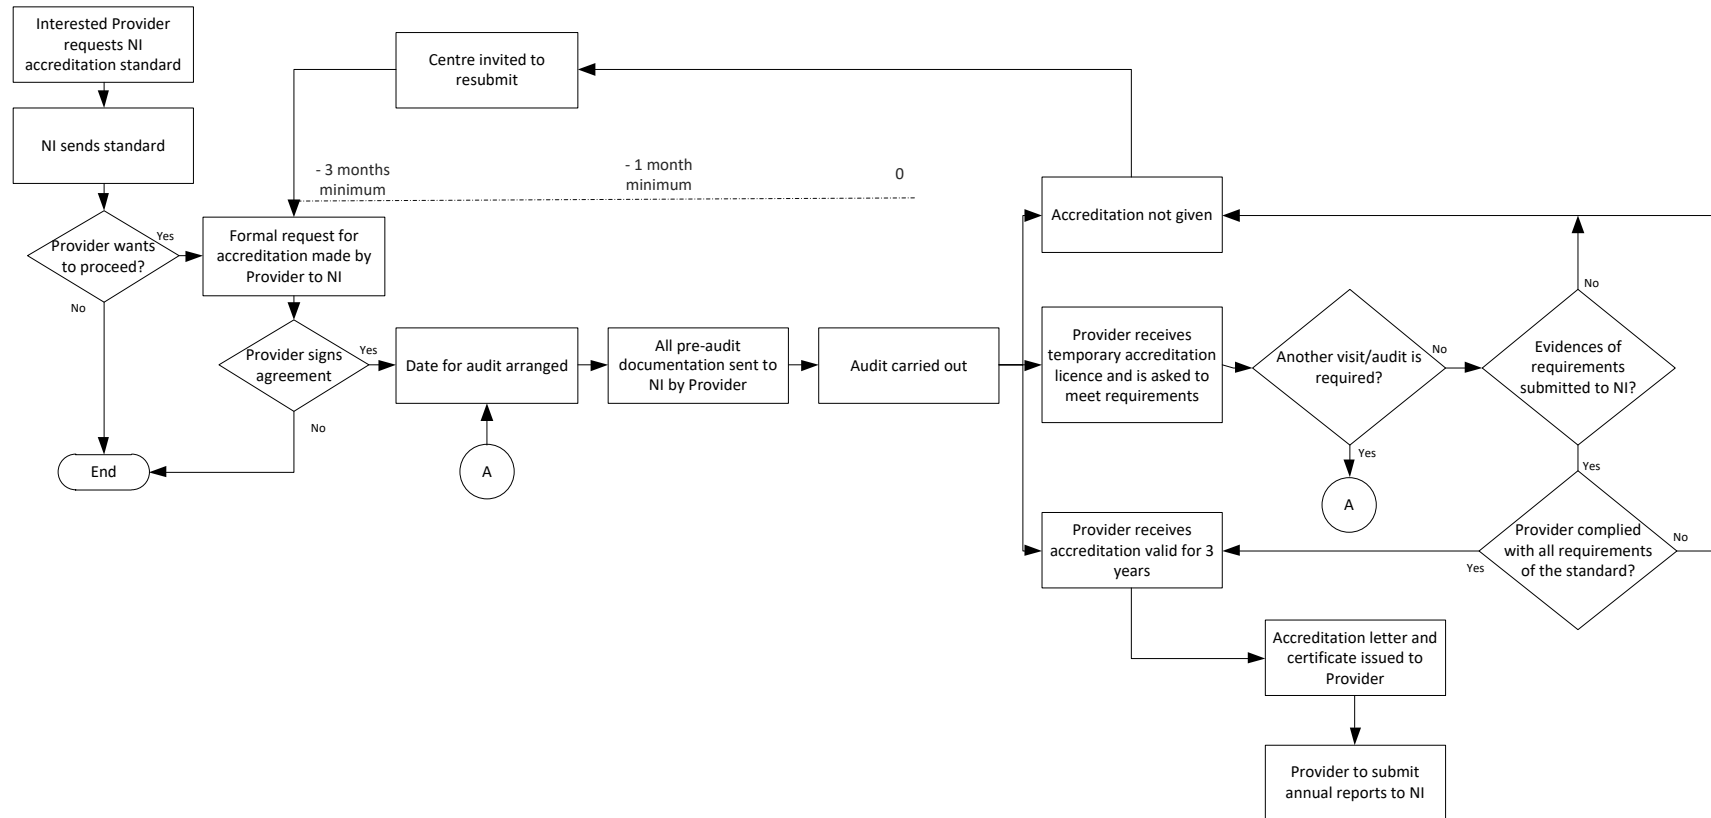 Interested Provider
requests NI
accreditation standard
NI sends standard
Provider wants
to proceed?
Yes
No
End
Centre invited to
resubmit
- 3 months
minimum
- 1 month
minimum
0
Formal request for
accreditation made by
Provider to NI
Provider signs
agreement
Yes
No
Date for audit arranged
A
All pre-audit
documentation sent to
NI by Provider
Audit carried out
Accreditation not given
Provider receives
temporary accreditation
licence and is asked to
meet requirements
Another visit/audit is
required?
No
Yes
A
Evidences of
requirements
submitted to NI?
No
Yes
Provider complied
with all requirements
of the standard?
No
Yes
Provider receives
accreditation valid for 3
years
Accreditation letter and
certificate issued to
Provider
Provider to submit
annual reports to NI